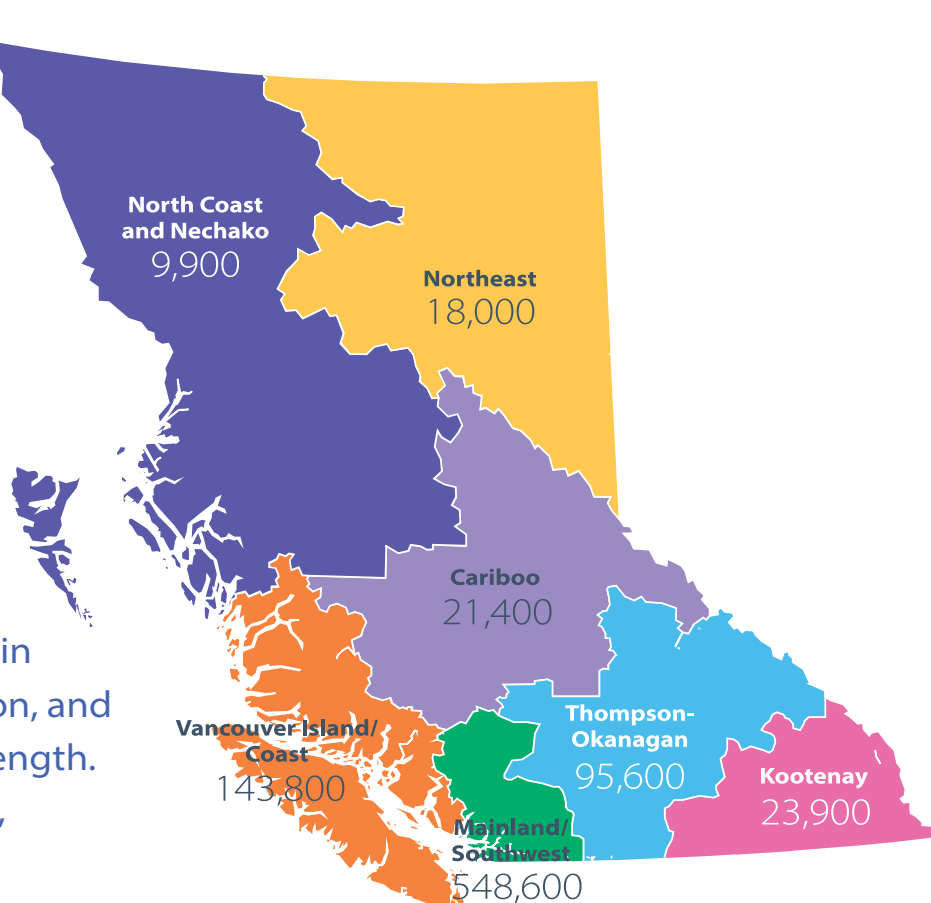 North Coast
and Nechako
9,900
Northeast
18,000
Cariboo
21,400
in
on, and
ength.
,
Vancouver Island/
Coast
143,800
Thompson-
Okanagan
95,600
Kootenay
23,900
Mainland/
Southwest
548,600